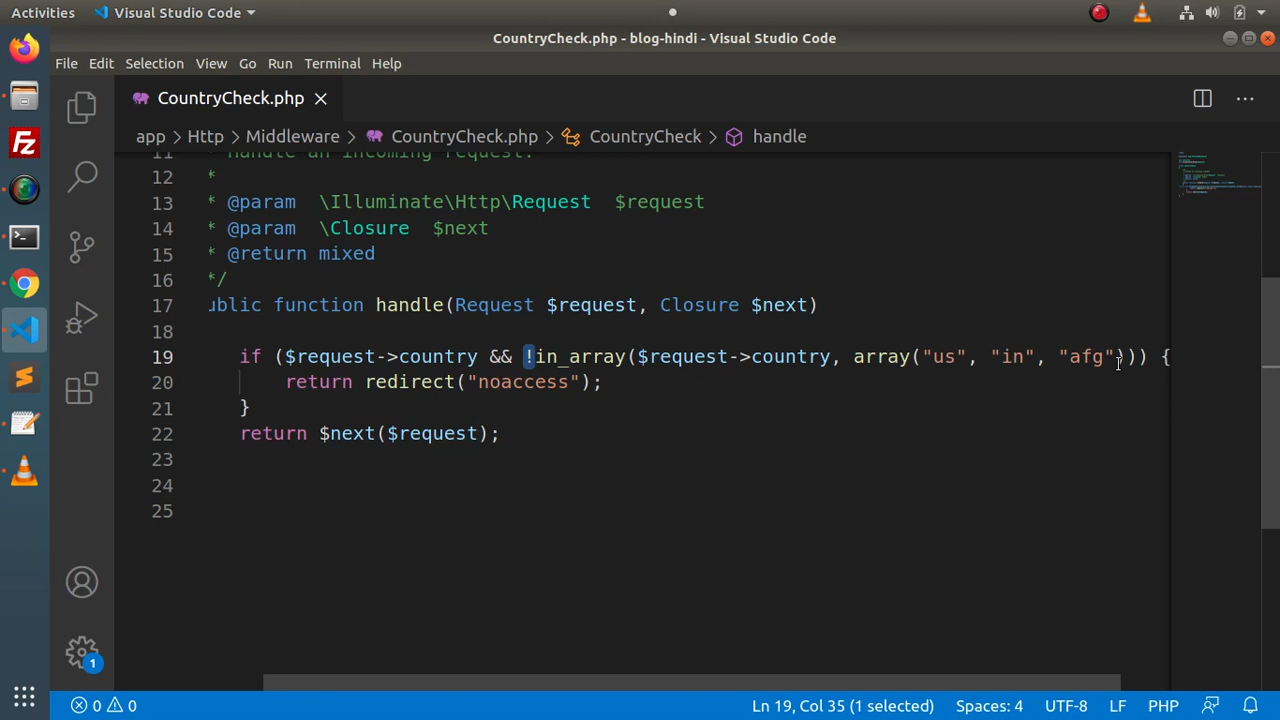 Activities
Visual Studio Code
CountryCheck.php - blog-hindi - Visual Studio Code
File Edit Selection View Go Run Terminal Help
CountryCheck.php
app > Http > Middleware > CountryCheck.php > CountryCheck > handle
11 * Handle an incoming request.
12 *
13 * @param \Illuminate\Http\Request $request
14 * @param \Closure $next
15 * @return mixed
16 */
17 ublic function handle(Request $request, Closure $next)
18
19 if ($request->country && !in_array($request->country, array("us", "in", "afg"))) {
20 return redirect("noaccess");
21 }
22 return $next($request);
23
24
25
1
0 0
Ln 19, Col 35 (1 selected)
Spaces: 4
UTF-8
LF
PHP